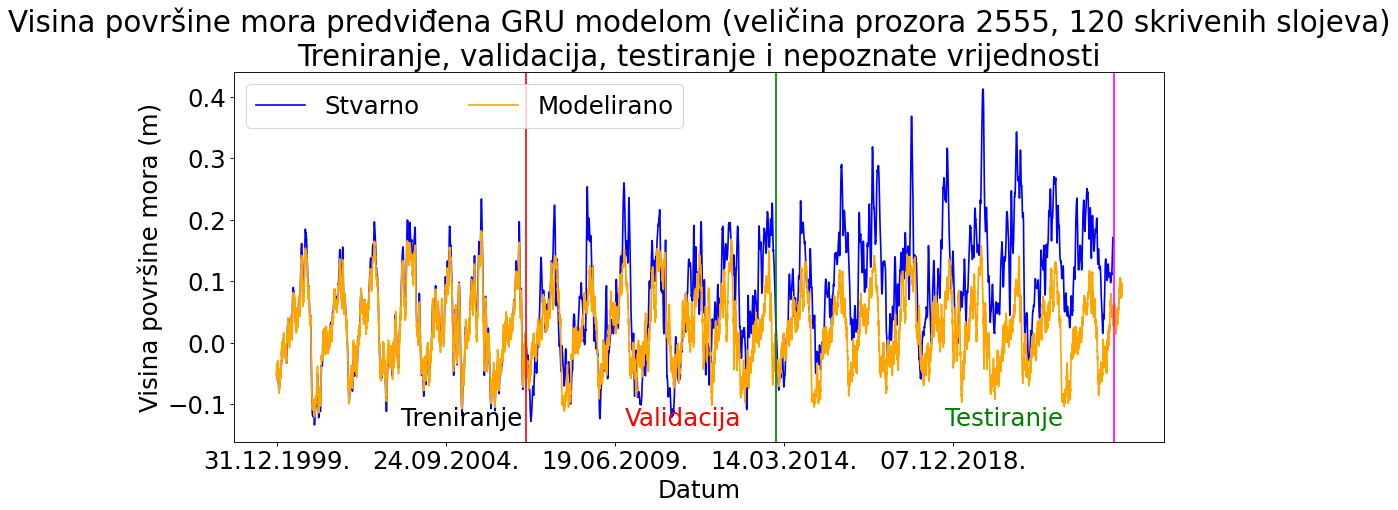 Visina površine mora predviđena GRU modelom (veličina prozora 2555, 120 skrivenih slojeva)
Treniranje, validacija, testiranje i nepoznate vrijednosti
Stvarno
Modelirano
Visina površine mora (m)
0.4
0.3
0.2
0.1
0.0
−0.1
Treniranje
Validacija
Testiranje
31.12.1999.
24.09.2004.
19.06.2009.
14.03.2014.
07.12.2018.
Datum